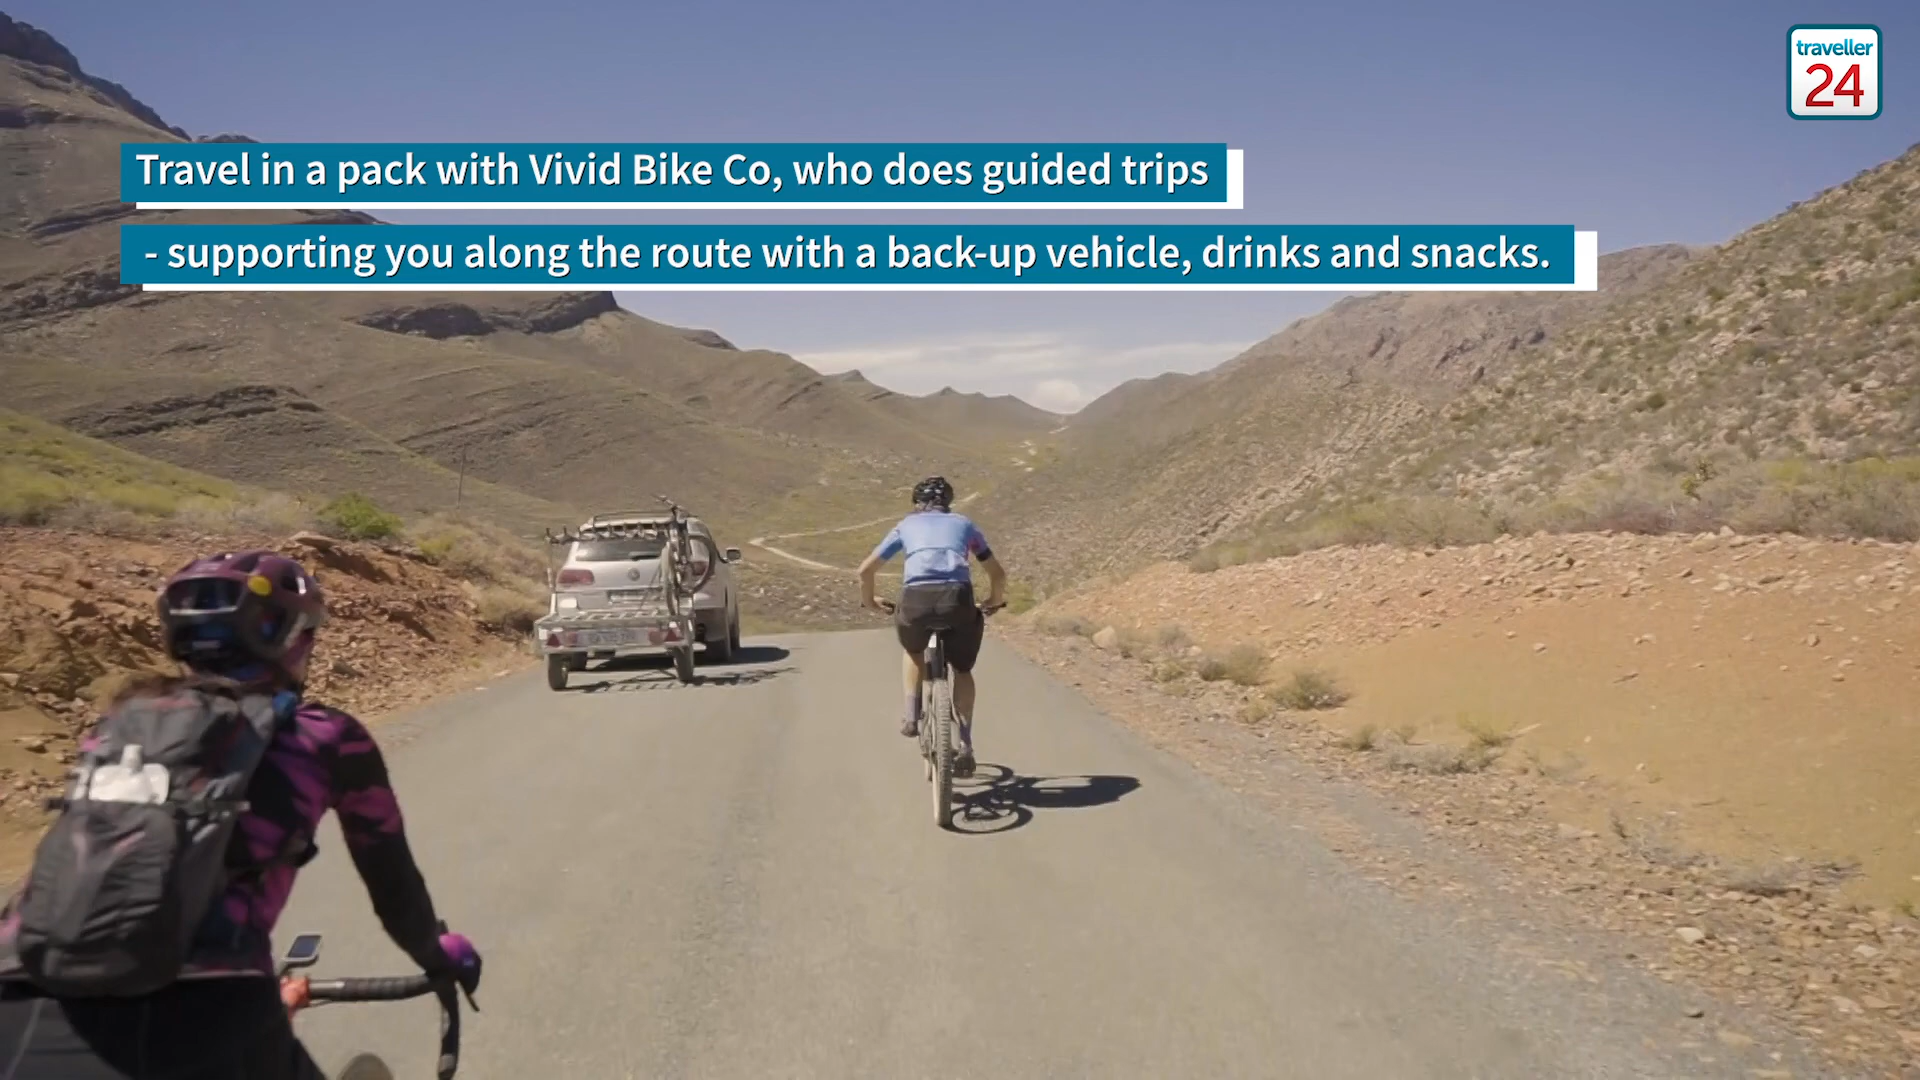 traveller
24
Travel in a pack with Vivid Bike Co, who does guided trips
- supporting you along the route with a back-up vehicle, drinks and snacks.